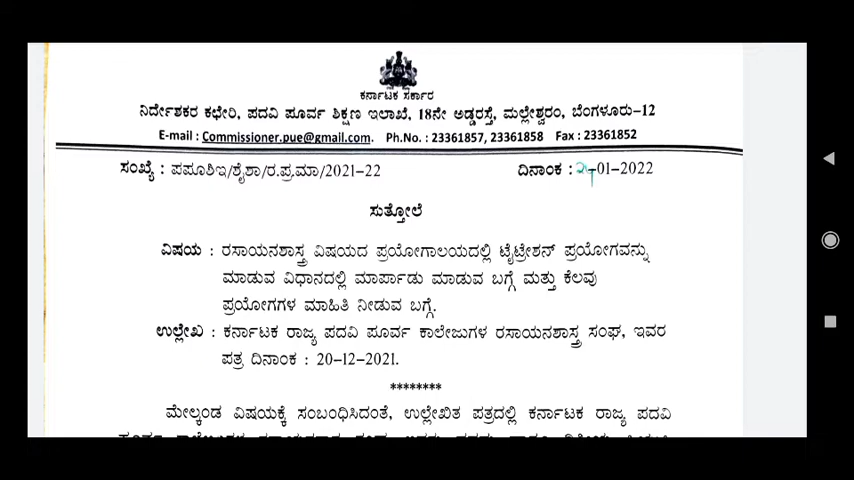 ಕರ್ನಾಟಕ ಸರ್ಕಾರ
ನಿರ್ದೇಶಕರ ಕಛೇರಿ, ಪದವಿ ಪೂರ್ವ ಶಿಕ್ಷಣ ಇಲಾಖೆ, 18ನೇ ಅಡ್ಡರಸ್ತೆ, ಮಲ್ಲೇಶ್ವರಂ, ಬೆಂಗಳೂರು-12
E-mail : Commissioner.pue@gmail.com. Ph.No. : 23361857, 23361858 Fax : 23361852
ಸಂಖ್ಯೆ : ಪಪೂಶಿಇ/ಶೈಶಾ/ರ.ಪ್ರ.ಮಾ/2021-22 ದಿನಾಂಕ : -01-2022
ಸುತ್ತೋಲೆ
ವಿಷಯ : ರಸಾಯನಶಾಸ್ತ್ರ ವಿಷಯದ ಪ್ರಯೋಗಾಲಯದಲ್ಲಿ ಟೈಟ್ರೇಶನ್ ಪ್ರಯೋಗವನ್ನು
ಮಾಡುವ ವಿಧಾನದಲ್ಲಿ ಮಾರ್ಪಾಡು ಮಾಡುವ ಬಗ್ಗೆ ಮತ್ತು ಕೆಲವು
ಪ್ರಯೋಗಗಳ ಮಾಹಿತಿ ನೀಡುವ ಬಗ್ಗೆ.
ಉಲ್ಲೇಖ : ಕರ್ನಾಟಕ ರಾಜ್ಯ ಪದವಿ ಪೂರ್ವ ಕಾಲೇಜುಗಳ ರಸಾಯನಶಾಸ್ತ್ರ ಸಂಘ, ಇವರ
ಪತ್ರ ದಿನಾಂಕ : 20-12-2021.
********
ಮೇಲ್ಕಂಡ ವಿಷಯಕ್ಕೆ ಸಂಬಂಧಿಸಿದಂತೆ, ಉಲ್ಲೇಖಿತ ಪತ್ರದಲ್ಲಿ ಕರ್ನಾಟಕ ರಾಜ್ಯ ಪದವಿ